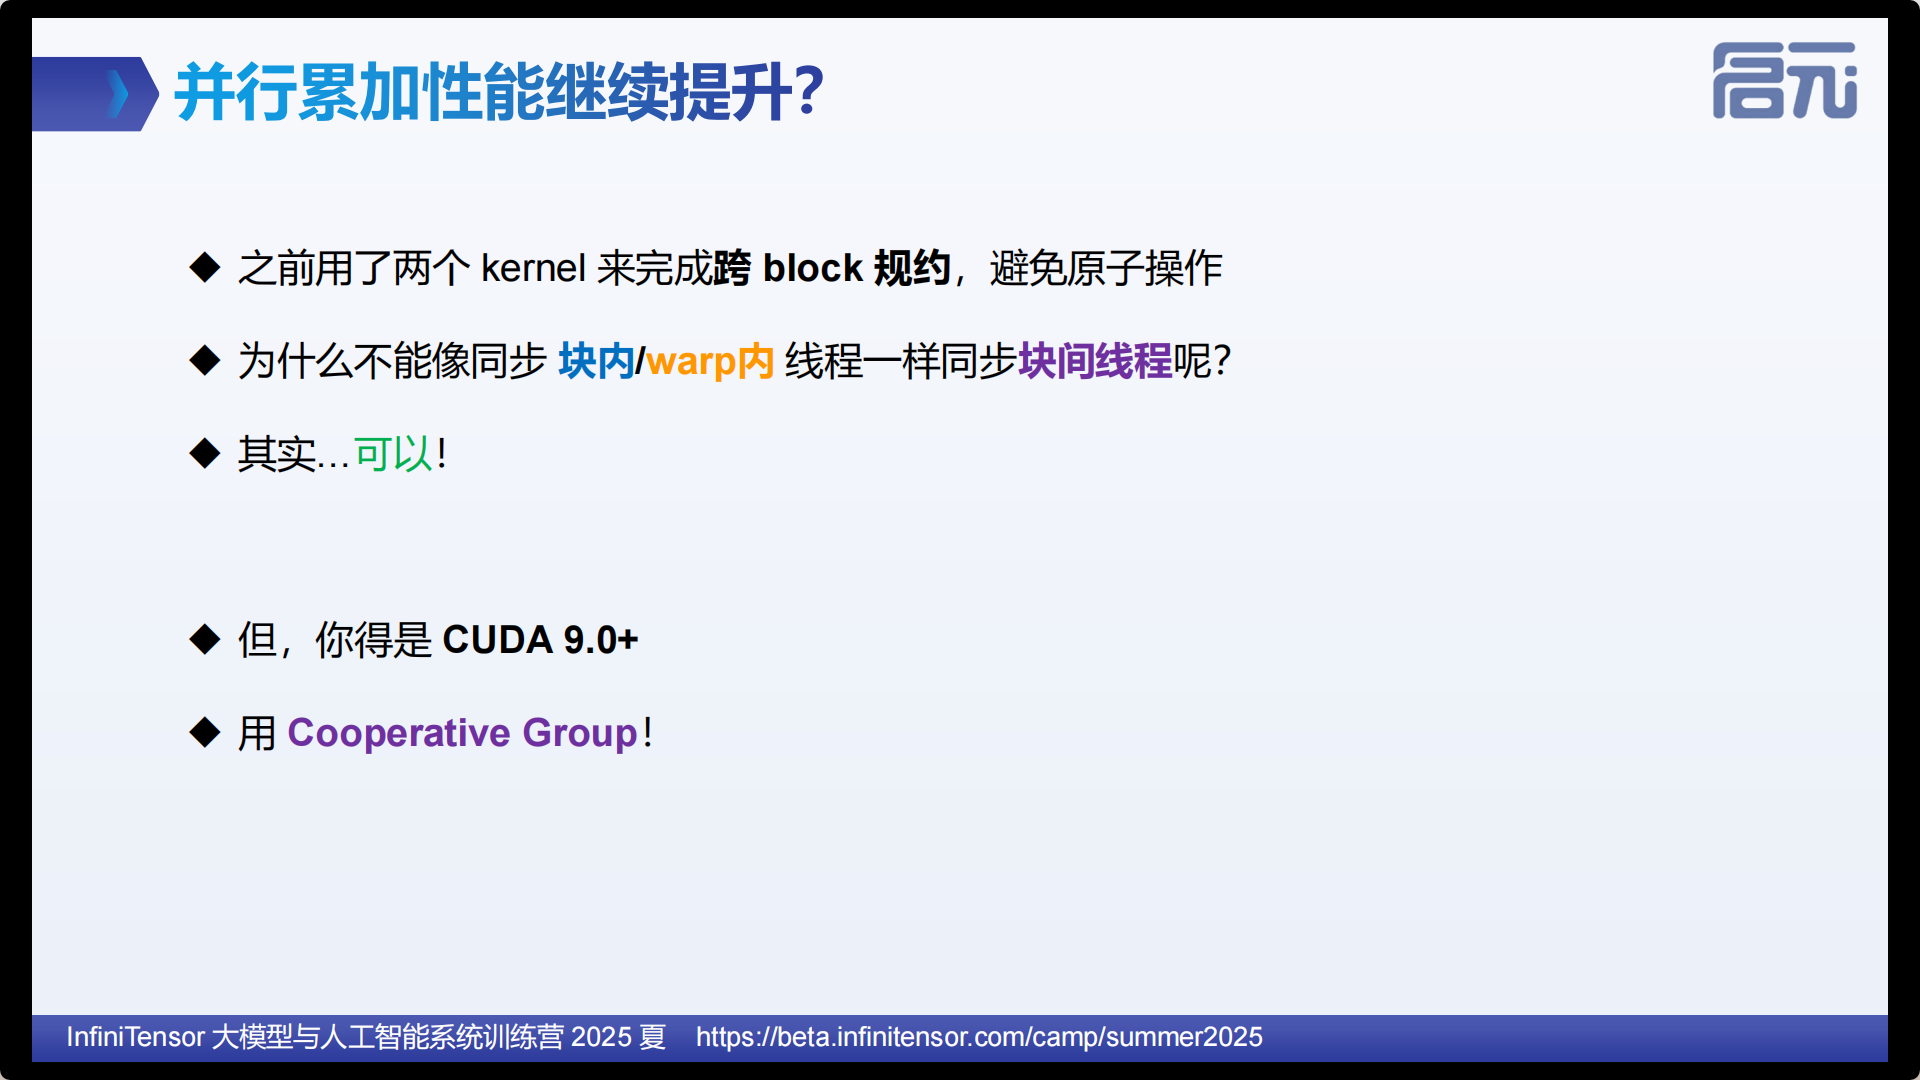 并行累加性能继续提升？
启元
◆ 之前用了两个 kernel 来完成跨 block 规约，避免原子操作
◆ 为什么不能像同步 块内/warp内 线程一样同步块间线程呢？
◆ 其实…可以！
◆ 但，你得是 CUDA 9.0+
◆ 用 Cooperative Group！
InfiniTensor 大模型与人工智能系统训练营 2025 夏 https://beta.infinitensor.com/camp/summer2025